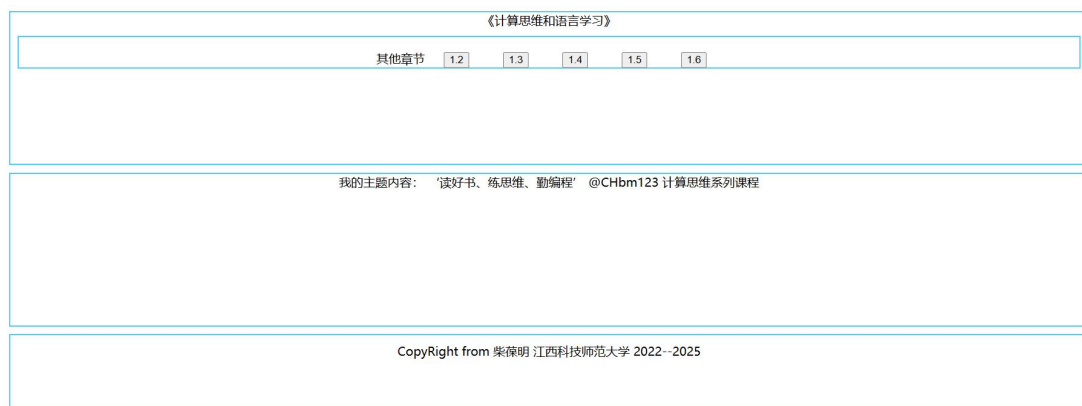 《计算思维和语言学习》
其他章节 1.2 1.3 1.4 1.5 1.6
我的主题内容： ‘读好书、练思维、勤编程’ @CHbm123 计算思维系列课程
CopyRight from 柴葆明 江西科技师范大学 2022--2025